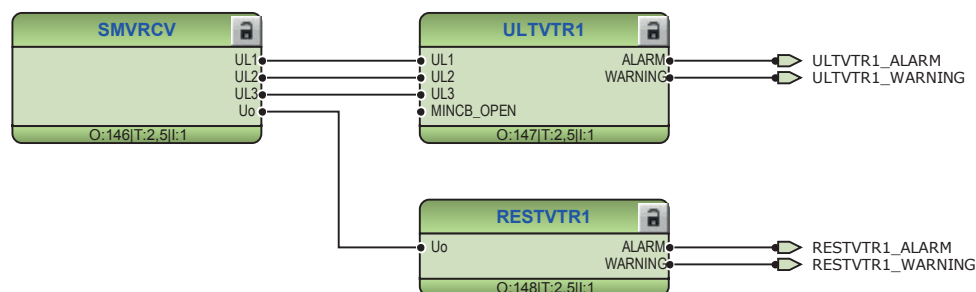 SMVRCV
UL1
UL2
UL3
Uo
O:146|T:2,5|I:1
ULTVTR1
UL1
UL2
UL3
MINCB_OPEN
ALARM
WARNING
O:147|T:2,5|I:1
ULTVTR1_ALARM
ULTVTR1_WARNING
RESTVTR1
Uo
ALARM
WARNING
O:148|T:2,5|I:1
RESTVTR1_ALARM
RESTVTR1_WARNING